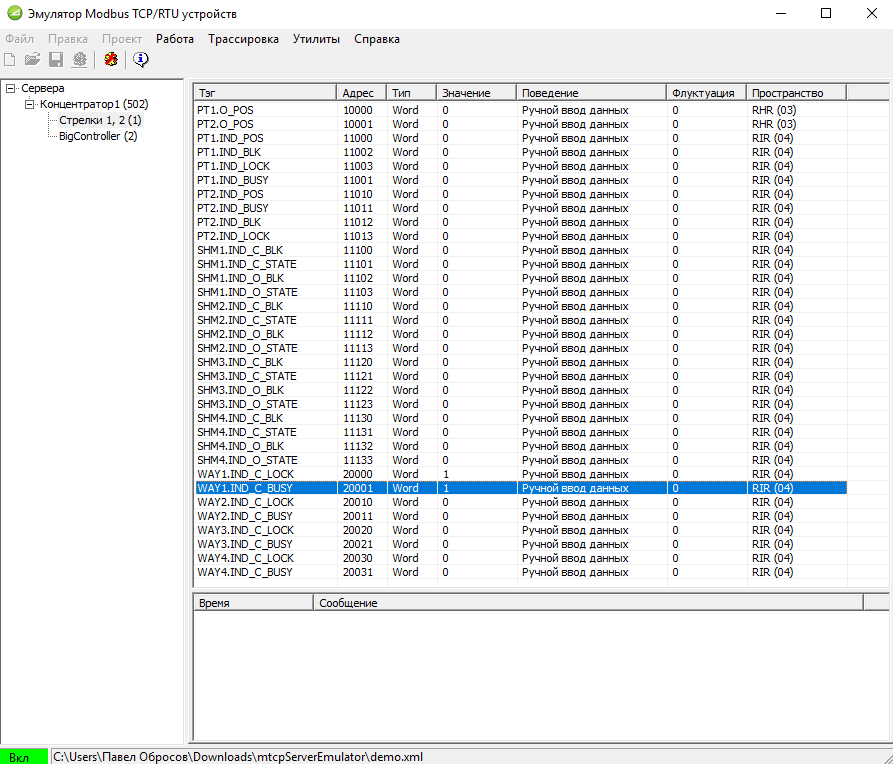 Эмулятор Modbus TCP/RTU устройств
Файл Правка Проект Работа Трассировка Утилиты Справка
Сервера
Концентратор1 (502)
Стрелки 1, 2 (1)
BigController (2)
Тэг Адрес Тип Значение Поведение Флуктуация Пространство
PT1.O_POS 10000 Word 0 Ручной ввод данных 0 RHR (03)
PT2.O_POS 10001 Word 0 Ручной ввод данных 0 RHR (03)
PT1.IND_POS 11000 Word 0 Ручной ввод данных 0 RIR (04)
PT1.IND_BLK 11002 Word 0 Ручной ввод данных 0 RIR (04)
PT1.IND_LOCK 11003 Word 0 Ручной ввод данных 0 RIR (04)
PT1.IND_BUSY 11001 Word 0 Ручной ввод данных 0 RIR (04)
PT2.IND_POS 11010 Word 0 Ручной ввод данных 0 RIR (04)
PT2.IND_BUSY 11011 Word 0 Ручной ввод данных 0 RIR (04)
PT2.IND_BLK 11012 Word 0 Ручной ввод данных 0 RIR (04)
PT2.IND_LOCK 11013 Word 0 Ручной ввод данных 0 RIR (04)
SHM1.IND_C_BLK 11100 Word 0 Ручной ввод данных 0 RIR (04)
SHM1.IND_C_STATE 11101 Word 0 Ручной ввод данных 0 RIR (04)
SHM1.IND_O_BLK 11102 Word 0 Ручной ввод данных 0 RIR (04)
SHM1.IND_O_STATE 11103 Word 0 Ручной ввод данных 0 RIR (04)
SHM2.IND_C_BLK 11110 Word 0 Ручной ввод данных 0 RIR (04)
SHM2.IND_C_STATE 11111 Word 0 Ручной ввод данных 0 RIR (04)
SHM2.IND_O_BLK 11112 Word 0 Ручной ввод данных 0 RIR (04)
SHM2.IND_O_STATE 11113 Word 0 Ручной ввод данных 0 RIR (04)
SHM3.IND_C_BLK 11120 Word 0 Ручной ввод данных 0 RIR (04)
SHM3.IND_C_STATE 11121 Word 0 Ручной ввод данных 0 RIR (04)
SHM3.IND_O_BLK 11122 Word 0 Ручной ввод данных 0 RIR (04)
SHM3.IND_O_STATE 11123 Word 0 Ручной ввод данных 0 RIR (04)
SHM4.IND_C_BLK 11130 Word 0 Ручной ввод данных 0 RIR (04)
SHM4.IND_C_STATE 11131 Word 0 Ручной ввод данных 0 RIR (04)
SHM4.IND_O_BLK 11132 Word 0 Ручной ввод данных 0 RIR (04)
SHM4.IND_O_STATE 11133 Word 0 Ручной ввод данных 0 RIR (04)
WAY1.IND_C_LOCK 20000 Word 1 Ручной ввод данных 0 RIR (04)
WAY1.IND_C_BUSY 20001 Word 1 Ручной ввод данных 0 RIR (04)
WAY2.IND_C_LOCK 20010 Word 0 Ручной ввод данных 0 RIR (04)
WAY2.IND_C_BUSY 20011 Word 0 Ручной ввод данных 0 RIR (04)
WAY3.IND_C_LOCK 20020 Word 0 Ручной ввод данных 0 RIR (04)
WAY3.IND_C_BUSY 20021 Word 0 Ручной ввод данных 0 RIR (04)
WAY4.IND_C_LOCK 20030 Word 0 Ручной ввод данных 0 RIR (04)
WAY4.IND_C_BUSY 20031 Word 0 Ручной ввод данных 0 RIR (04)
Время Сообщение
Вкл C:\Users\Павел Обросов\Downloads\mtcpServerEmulator\demo.xml